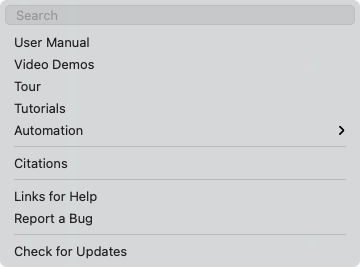 Search
User Manual
Video Demos
Tour
Tutorials
Automation
Citations
Links for Help
Report a Bug
Check for Updates